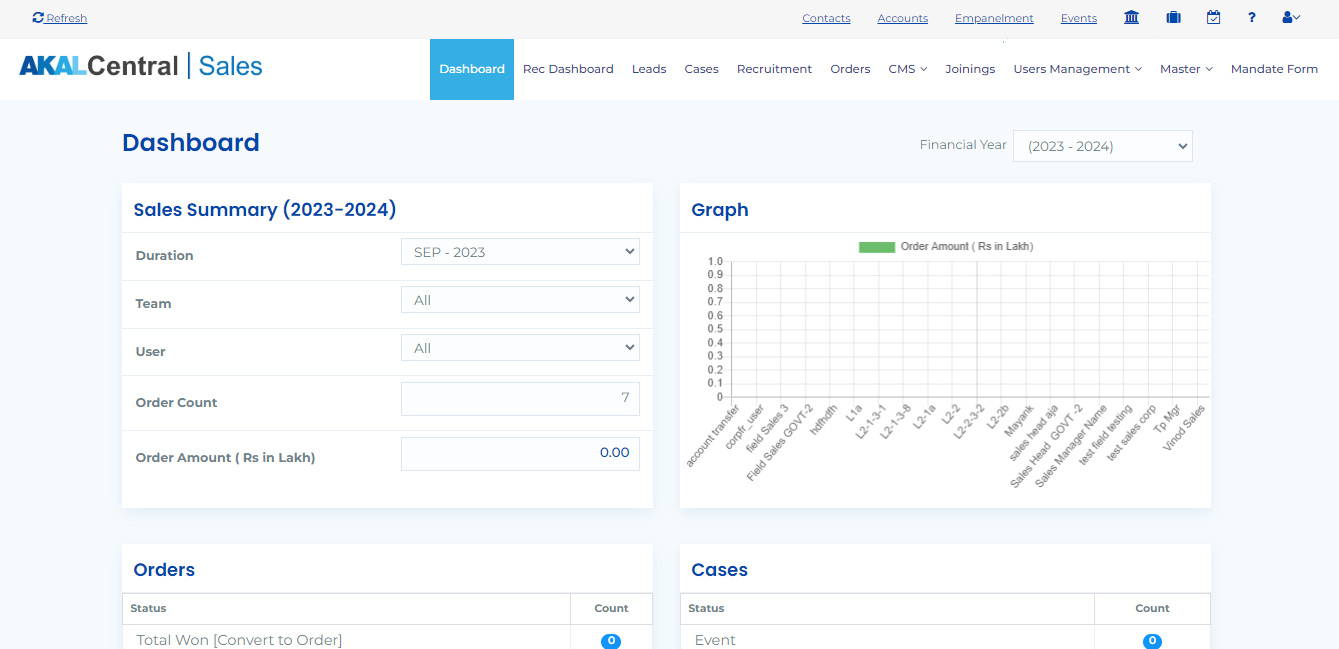 Refresh
Contacts Accounts Empanelment Events ?
AKALCentral | Sales
Dashboard Rec Dashboard Leads Cases Recruitment Orders CMS Joinings Users Management Master Mandate Form
Dashboard
Financial Year (2023 - 2024)
Sales Summary (2023-2024)
Duration SEP - 2023
Team All
User All
Order Count 7
Order Amount ( Rs in Lakh) 0.00
Graph
Order Amount ( Rs in Lakh)
1.0
0.9
0.8
0.7
0.6
0.5
0.4
0.3
0.2
0.1
0
account transfer
corpfr_user
field Sales 3
Field Sales GOVT-2
hdfhdfh
L1a
L2-1-3-1
L2-1-3-8
L2-1a
L2-2
L2-2-3-2
L2-2b
Mayank
sales head aja
Sales Head GOVT -2
Sales Manager Name
test field testing
test sales corp
Tp Mgr
Vinod Sales
Orders
Status Count
Total Won [Convert to Order] 0
Cases
Status Count
Event 0